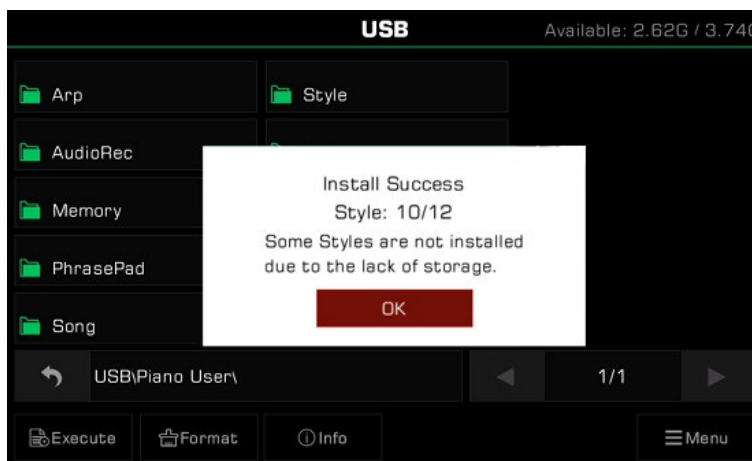 USB
Available: 2.62G / 3.74G
Arp
Style
AudioRec
Memory
PhrasePad
Song
Install Success
Style: 10/12
Some Styles are not installed
due to the lack of storage.
OK
USB\Piano User\
1/1
Execute
Format
Info
Menu